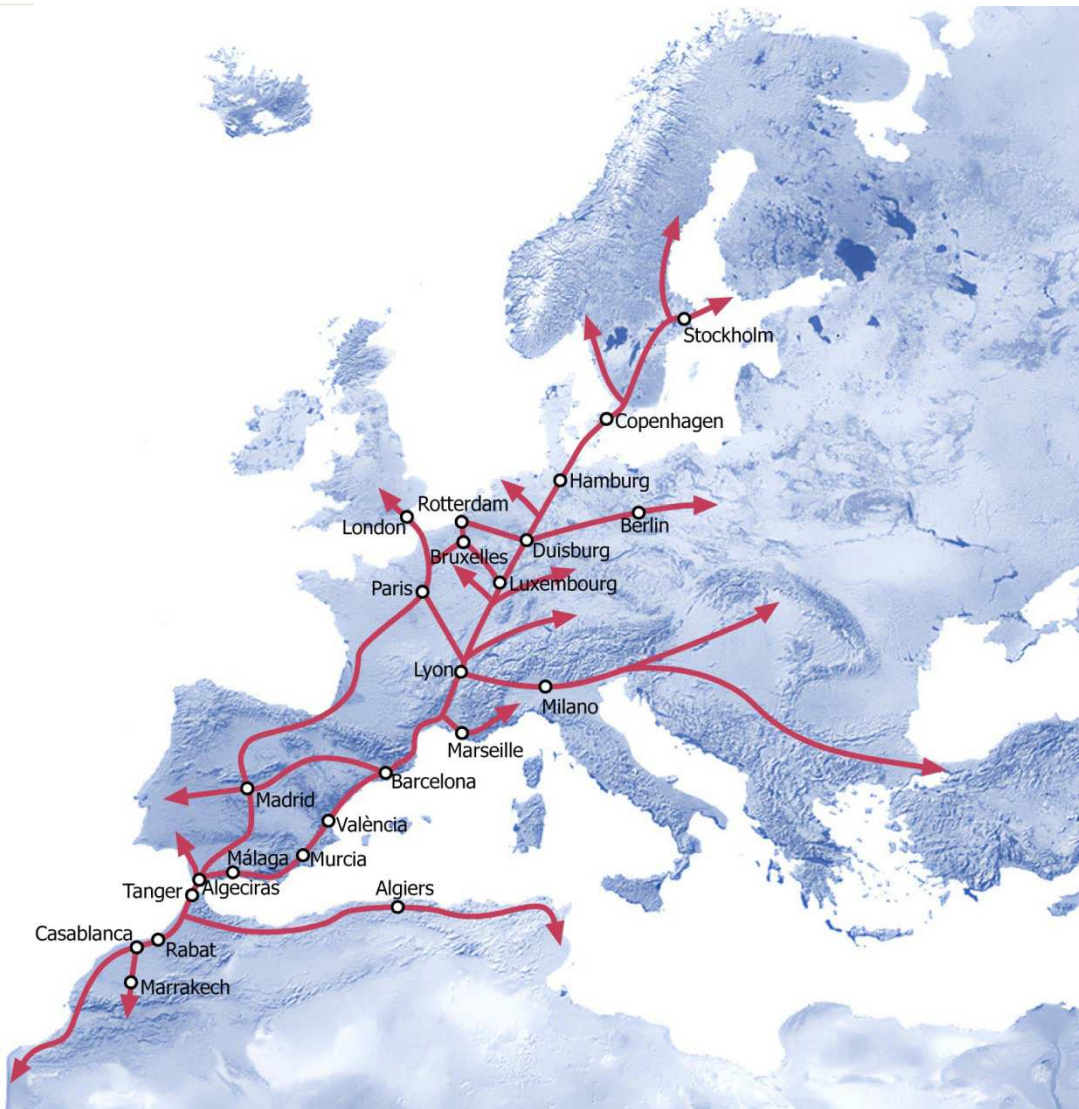 Stockholm
Copenhagen
Hamburg
Rotterdam
London
Berlin
Duisburg
Bruxelles
Luxembourg
Paris
Lyon
Milano
Marseille
Barcelona
Madrid
València
Málaga
Murcia
Algeciras
Tanger
Algiers
Casablanca
Rabat
Marrakech